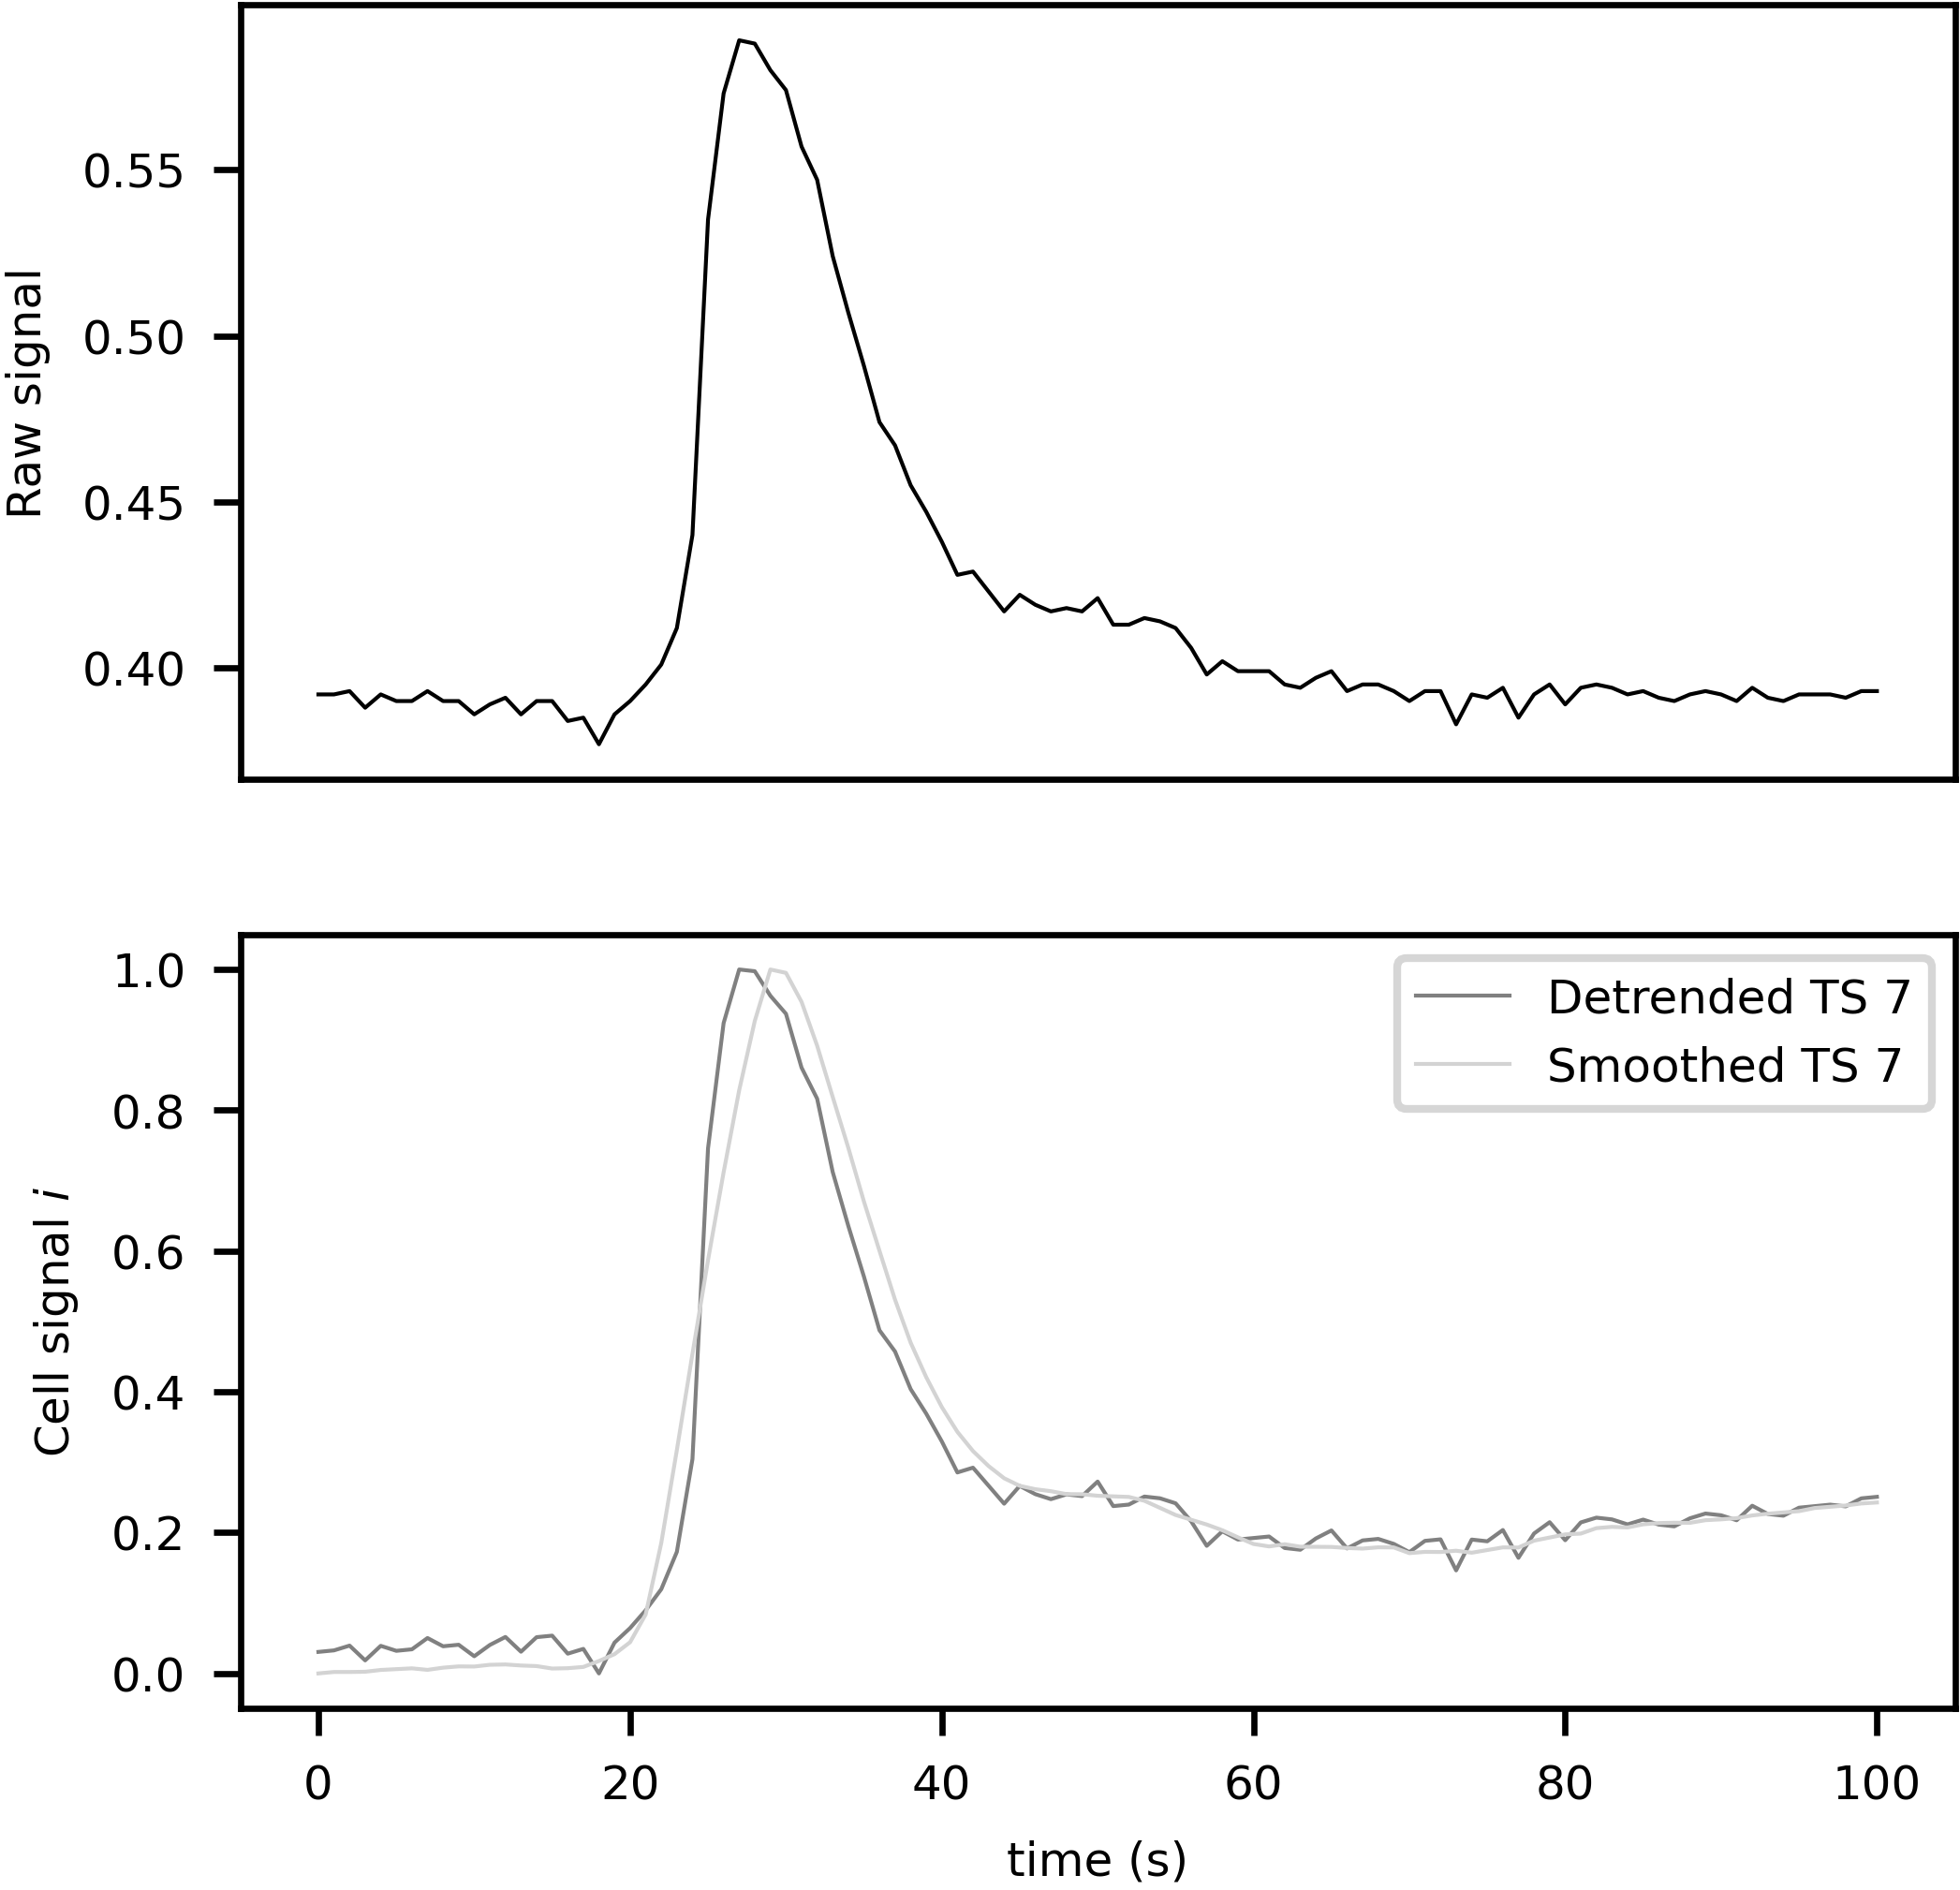 Raw signal
0.55
0.50
0.45
0.40
Cell signal i
1.0
0.8
0.6
0.4
0.2
0.0
Detrended TS 7
Smoothed TS 7
0 20 40 60 80 100
time (s)